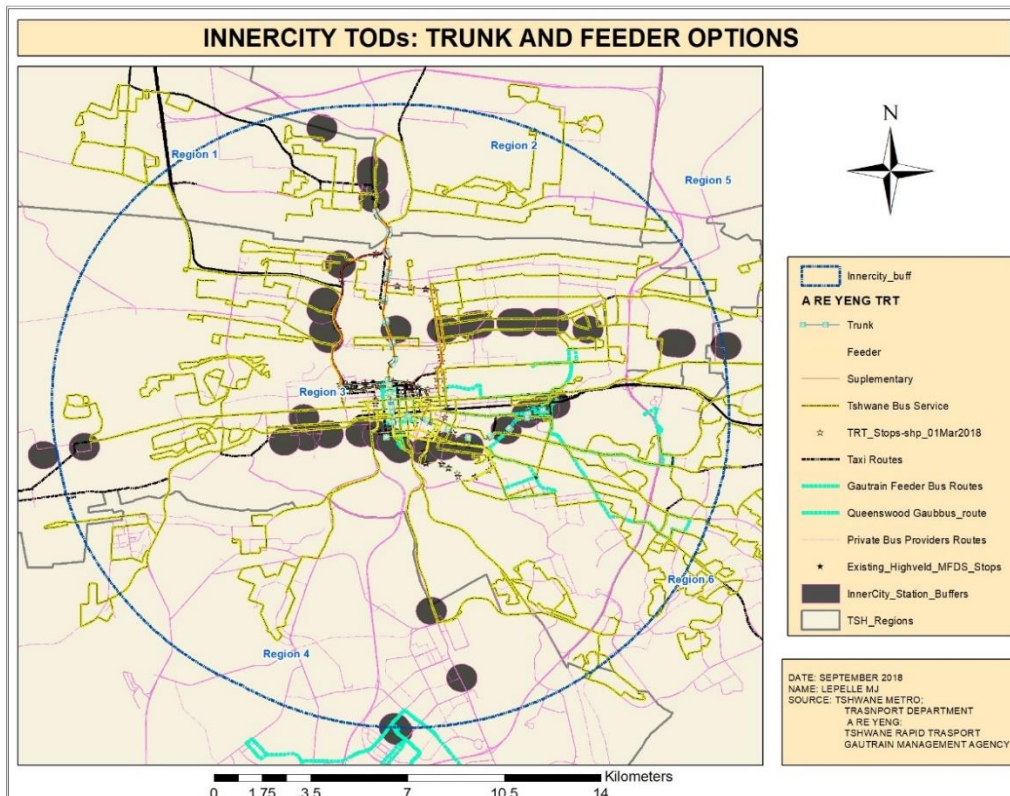 INNERCITY TODs: TRUNK AND FEEDER OPTIONS
Region 1
Region 2
Region 5
Region 3
Region 6
Region 4
N
Innercity_buff
A RE YENG TRT
Trunk
Feeder
Suplementary
Tshwane Bus Service
TRT_Stops-shp_01Mar2018
Taxi Routes
Gautrain Feeder Bus Routes
Queenswood Gaubbus_route
Private Bus Providers Routes
Existing_Highveld_MFDS_Stops
InnerCity_Station_Buffers
TSH_Regions
DATE: SEPTEMBER 2018
NAME: LEPELLE MJ
SOURCE: TSHWANE METRO;
TRASNPORT DEPARTMENT
A RE YENG:
TSHWANE RAPID TRASPORT
GAUTRAIN MANAGEMENT AGENCY
Kilometers
0 1.75 3.5 7 10.5 14